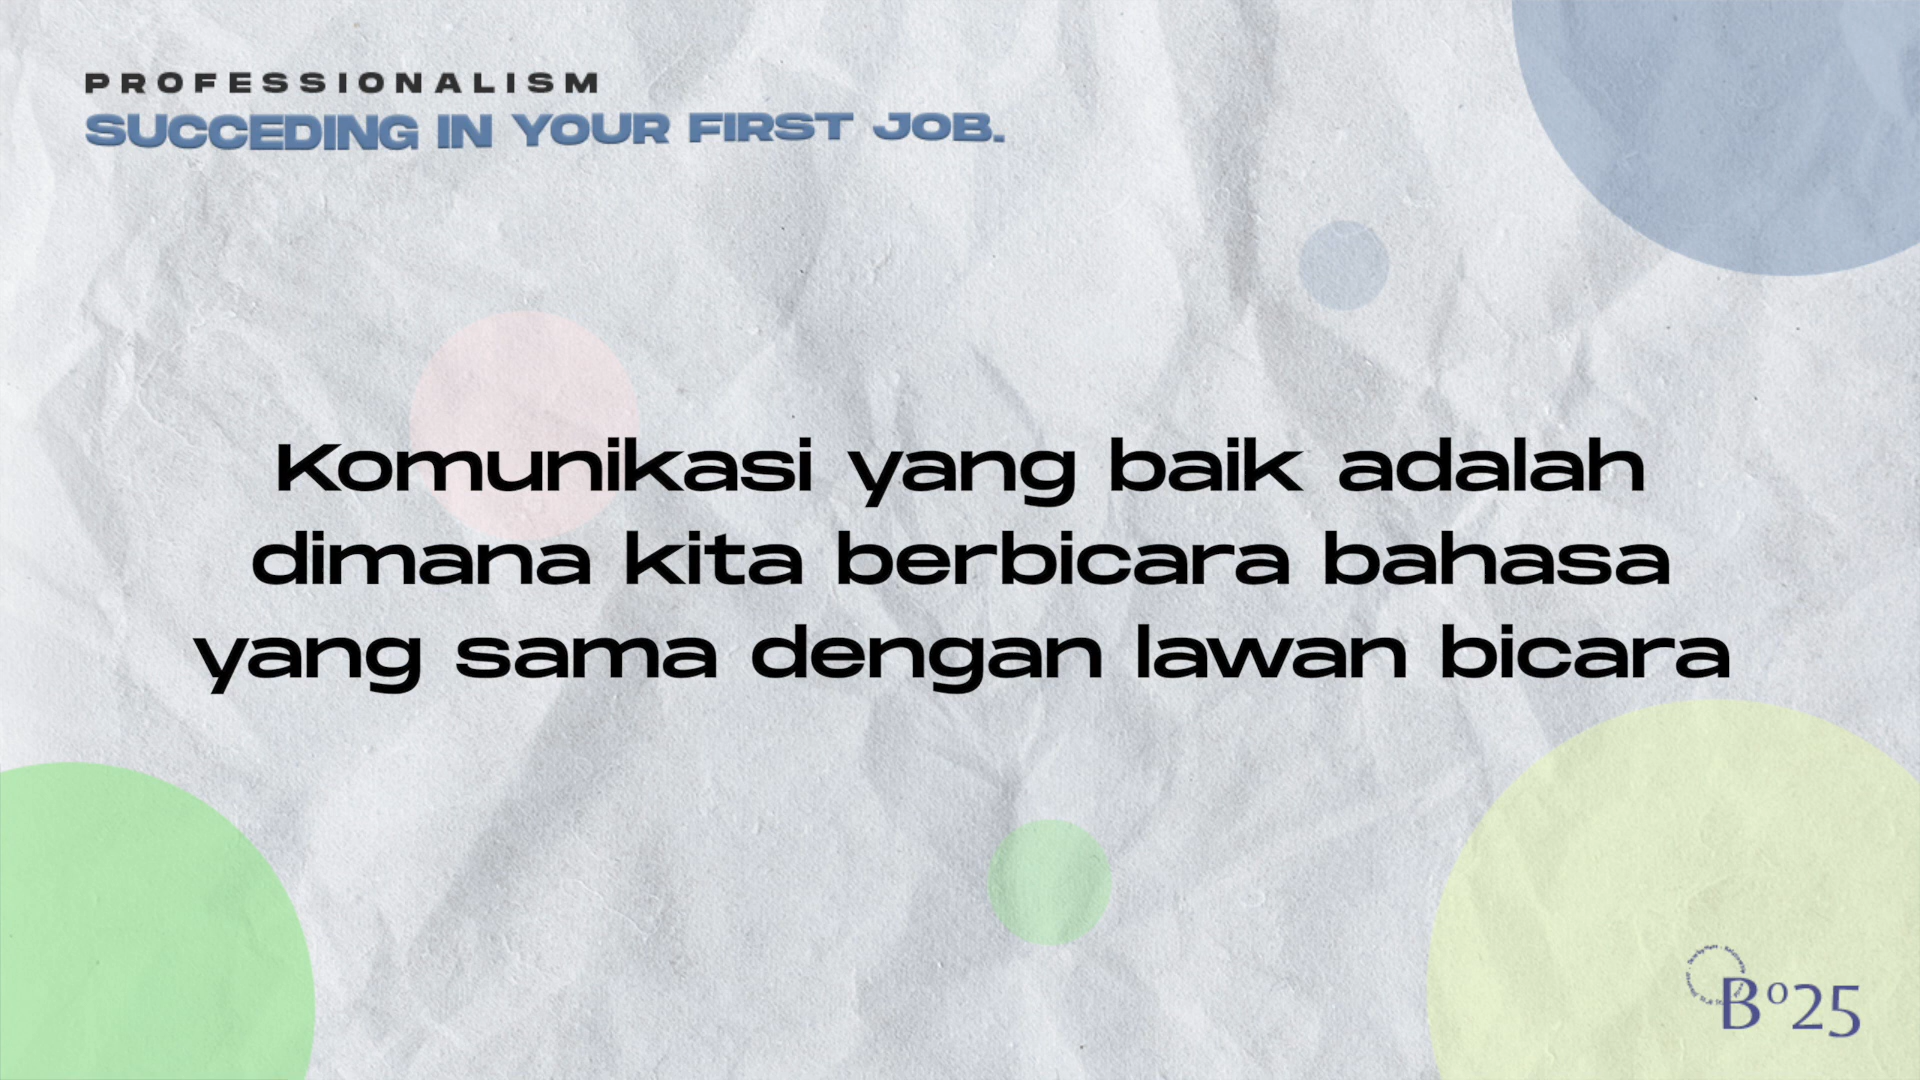 PROFESSIONALISM
SUCCEDING IN YOUR FIRST JOB.
Komunikasi yang baik adalah
dimana kita berbicara bahasa
yang sama dengan lawan bicara
Bº25